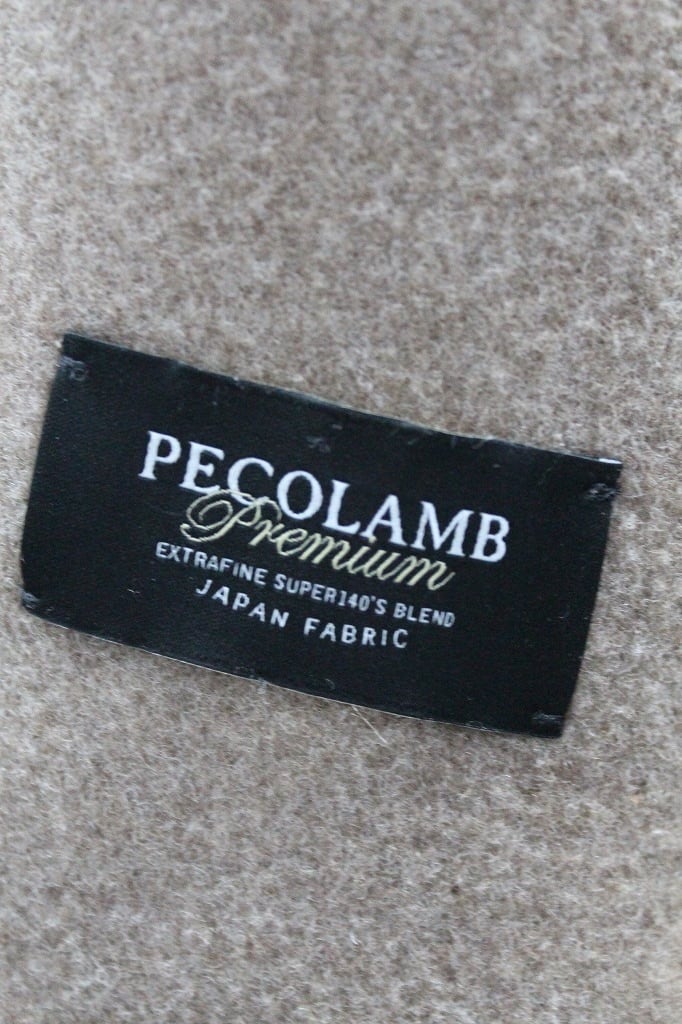 PECOLAMB
Premium
EXTRAFINE SUPER140'S BLEND
JAPAN FABRIC